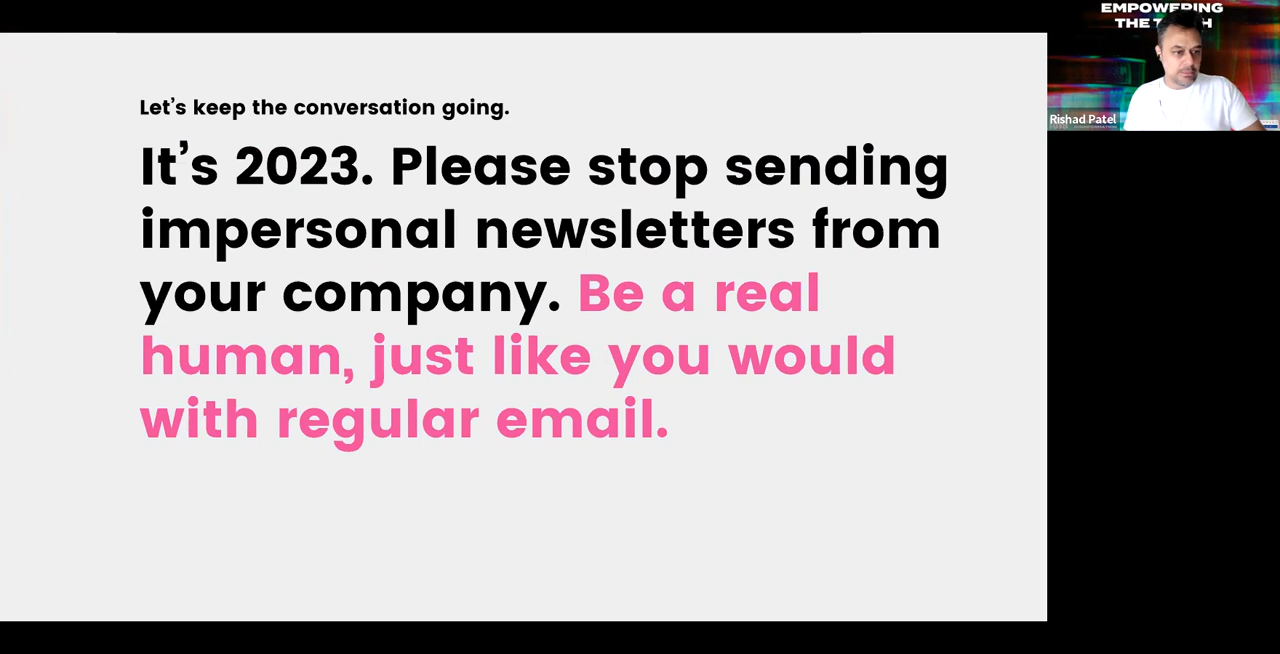 Let’s keep the conversation going.
It’s 2023. Please stop sending
impersonal newsletters from
your company. Be a real
human, just like you would
with regular email.
EMPOWERING
THE
Rishad Patel